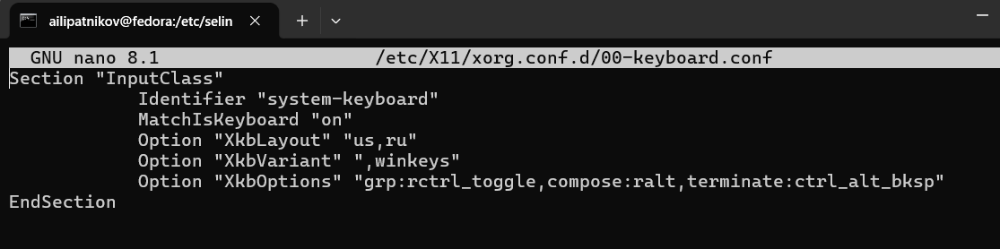 ailipatnikov@fedora:/etc/selin
GNU nano 8.1 /etc/X11/xorg.conf.d/00-keyboard.conf
Section "InputClass"
Identifier "system-keyboard"
MatchIsKeyboard "on"
Option "XkbLayout" "us,ru"
Option "XkbVariant" ",winkeys"
Option "XkbOptions" "grp:rctrl_toggle,compose:ralt,terminate:ctrl_alt_bksp"
EndSection